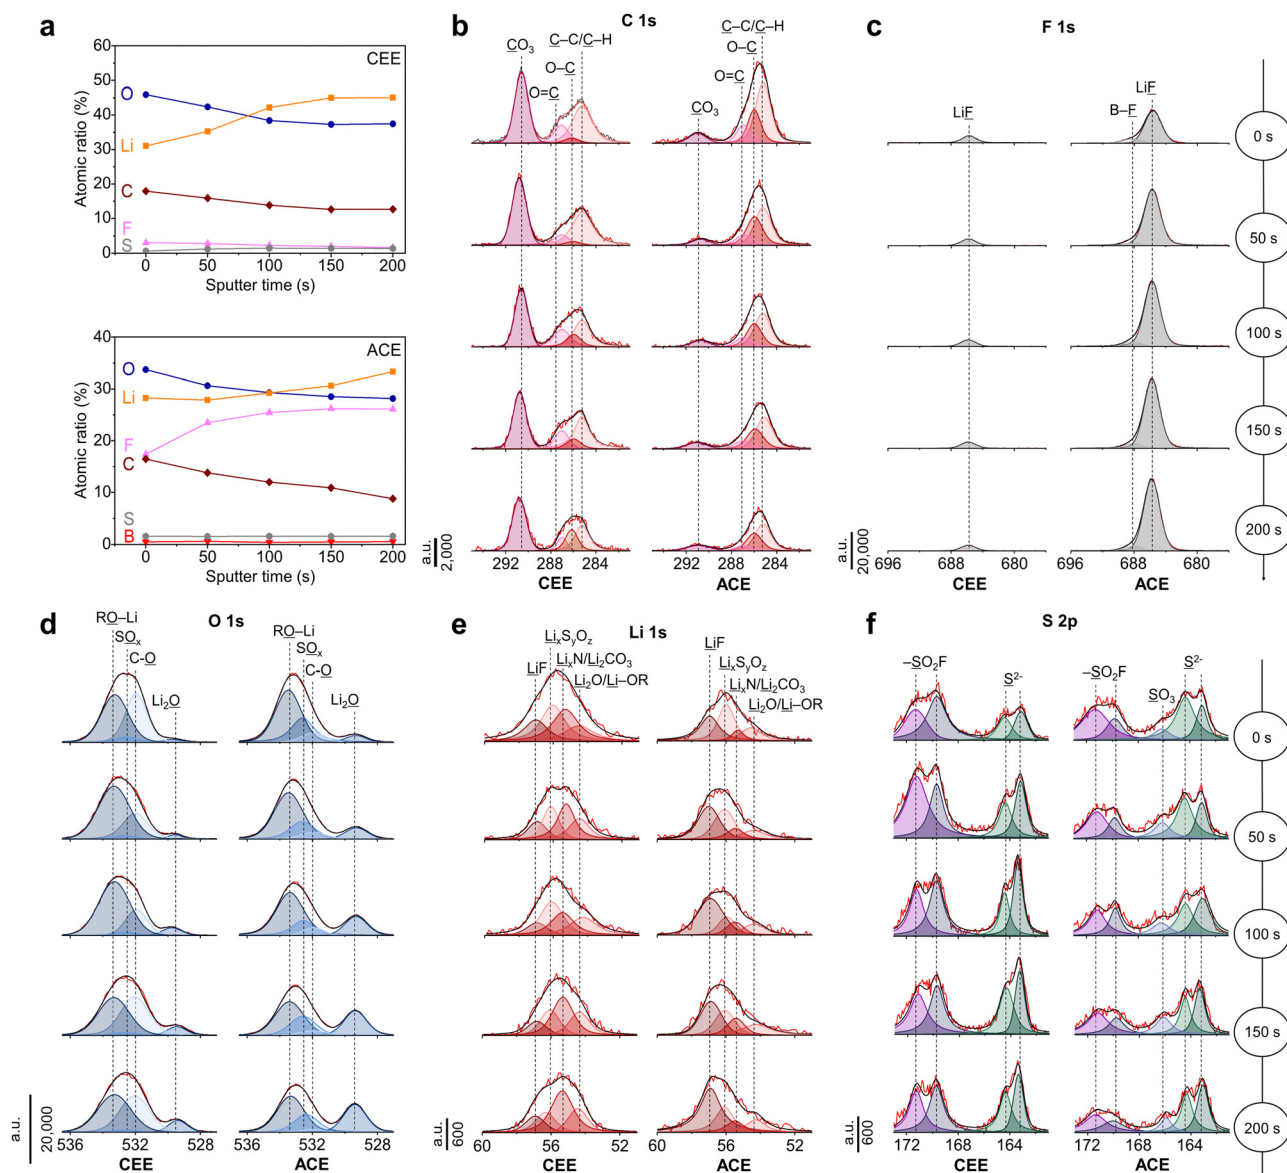 a
CEE
60
50
40
30
20
10
0
O
Li
C
F
S
Atomic ratio (%)
0 50 100 150 200
Sputter time (s)
ACE
40
30
20
10
0
O
Li
F
C
S
B
Atomic ratio (%)
0 50 100 150 200
Sputter time (s)
b
C 1s
CO₃
C–C/C–H
O–C
O=C
C–C/C–H
O–C
O=C
CO₃
a.u.
2,000
292 288 284
CEE
292 288 284
ACE
c
F 1s
LiF
LiF
B–F
0 s
50 s
100 s
150 s
200 s
a.u.
20,000
696 688 680
CEE
696 688 680
ACE
d
O 1s
RO–Li
SOₓ
C-O
Li₂O
RO–Li
SOₓ
C-O
Li₂O
a.u.
20,000
536 532 528
CEE
536 532 528
ACE
e
Li 1s
LiF
LiₓSᵧO_z
LiₓN/Li₂CO₃
Li₂O/Li–OR
LiF
LiₓSᵧO_z
LiₓN/Li₂CO₃
Li₂O/Li–OR
a.u.
600
60 56 52
CEE
60 56 52
ACE
f
S 2p
–SO₂F
S²⁻
–SO₂F
SO₃
S²⁻
0 s
50 s
100 s
150 s
200 s
a.u.
600
172 168 164
CEE
172 168 164
ACE